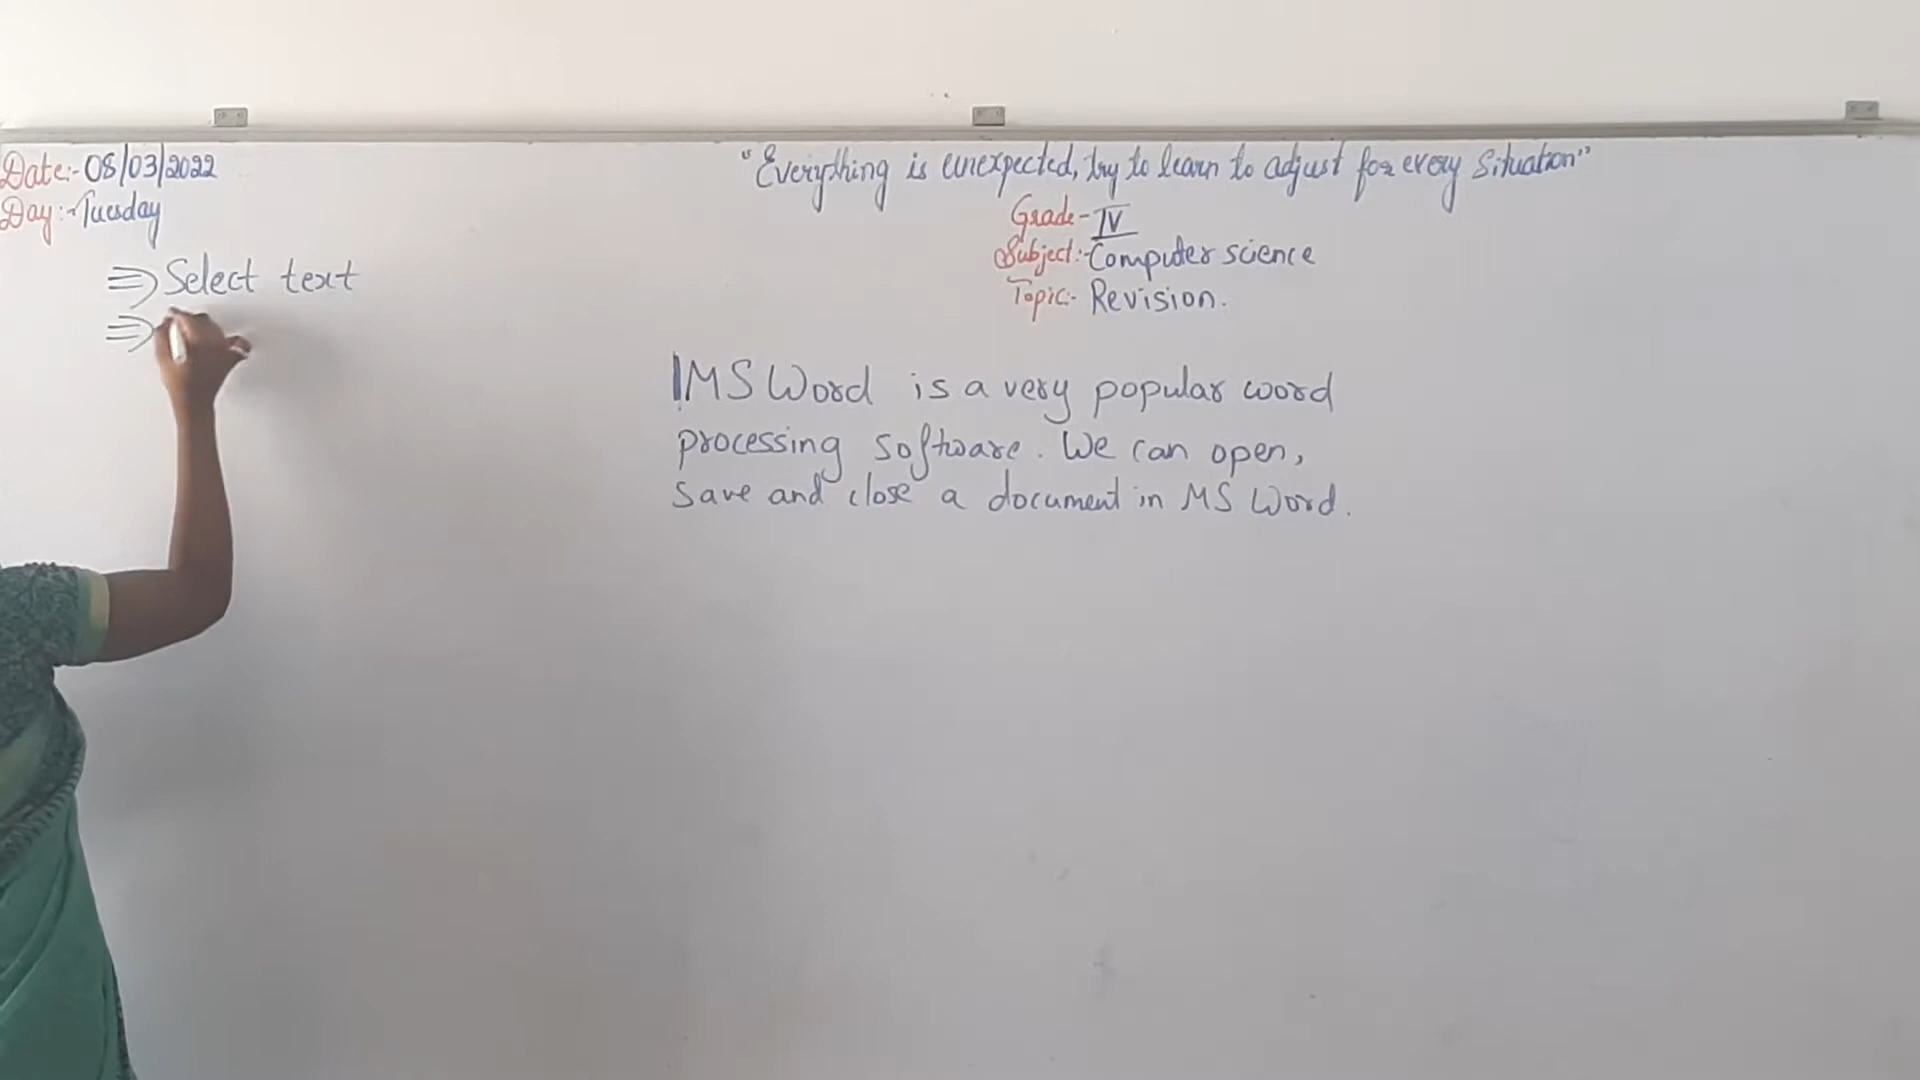 Date:- 08/03/2022
Day:- Tuesday
"Everything is unexpected, try to learn to adjust for every situation"
Grade- IV
Subject:- Computer science
Topic:- Revision.
⇒ Select text
⇒
MS Word is a very popular word
processing software. We can open,
save and close a document in MS Word.